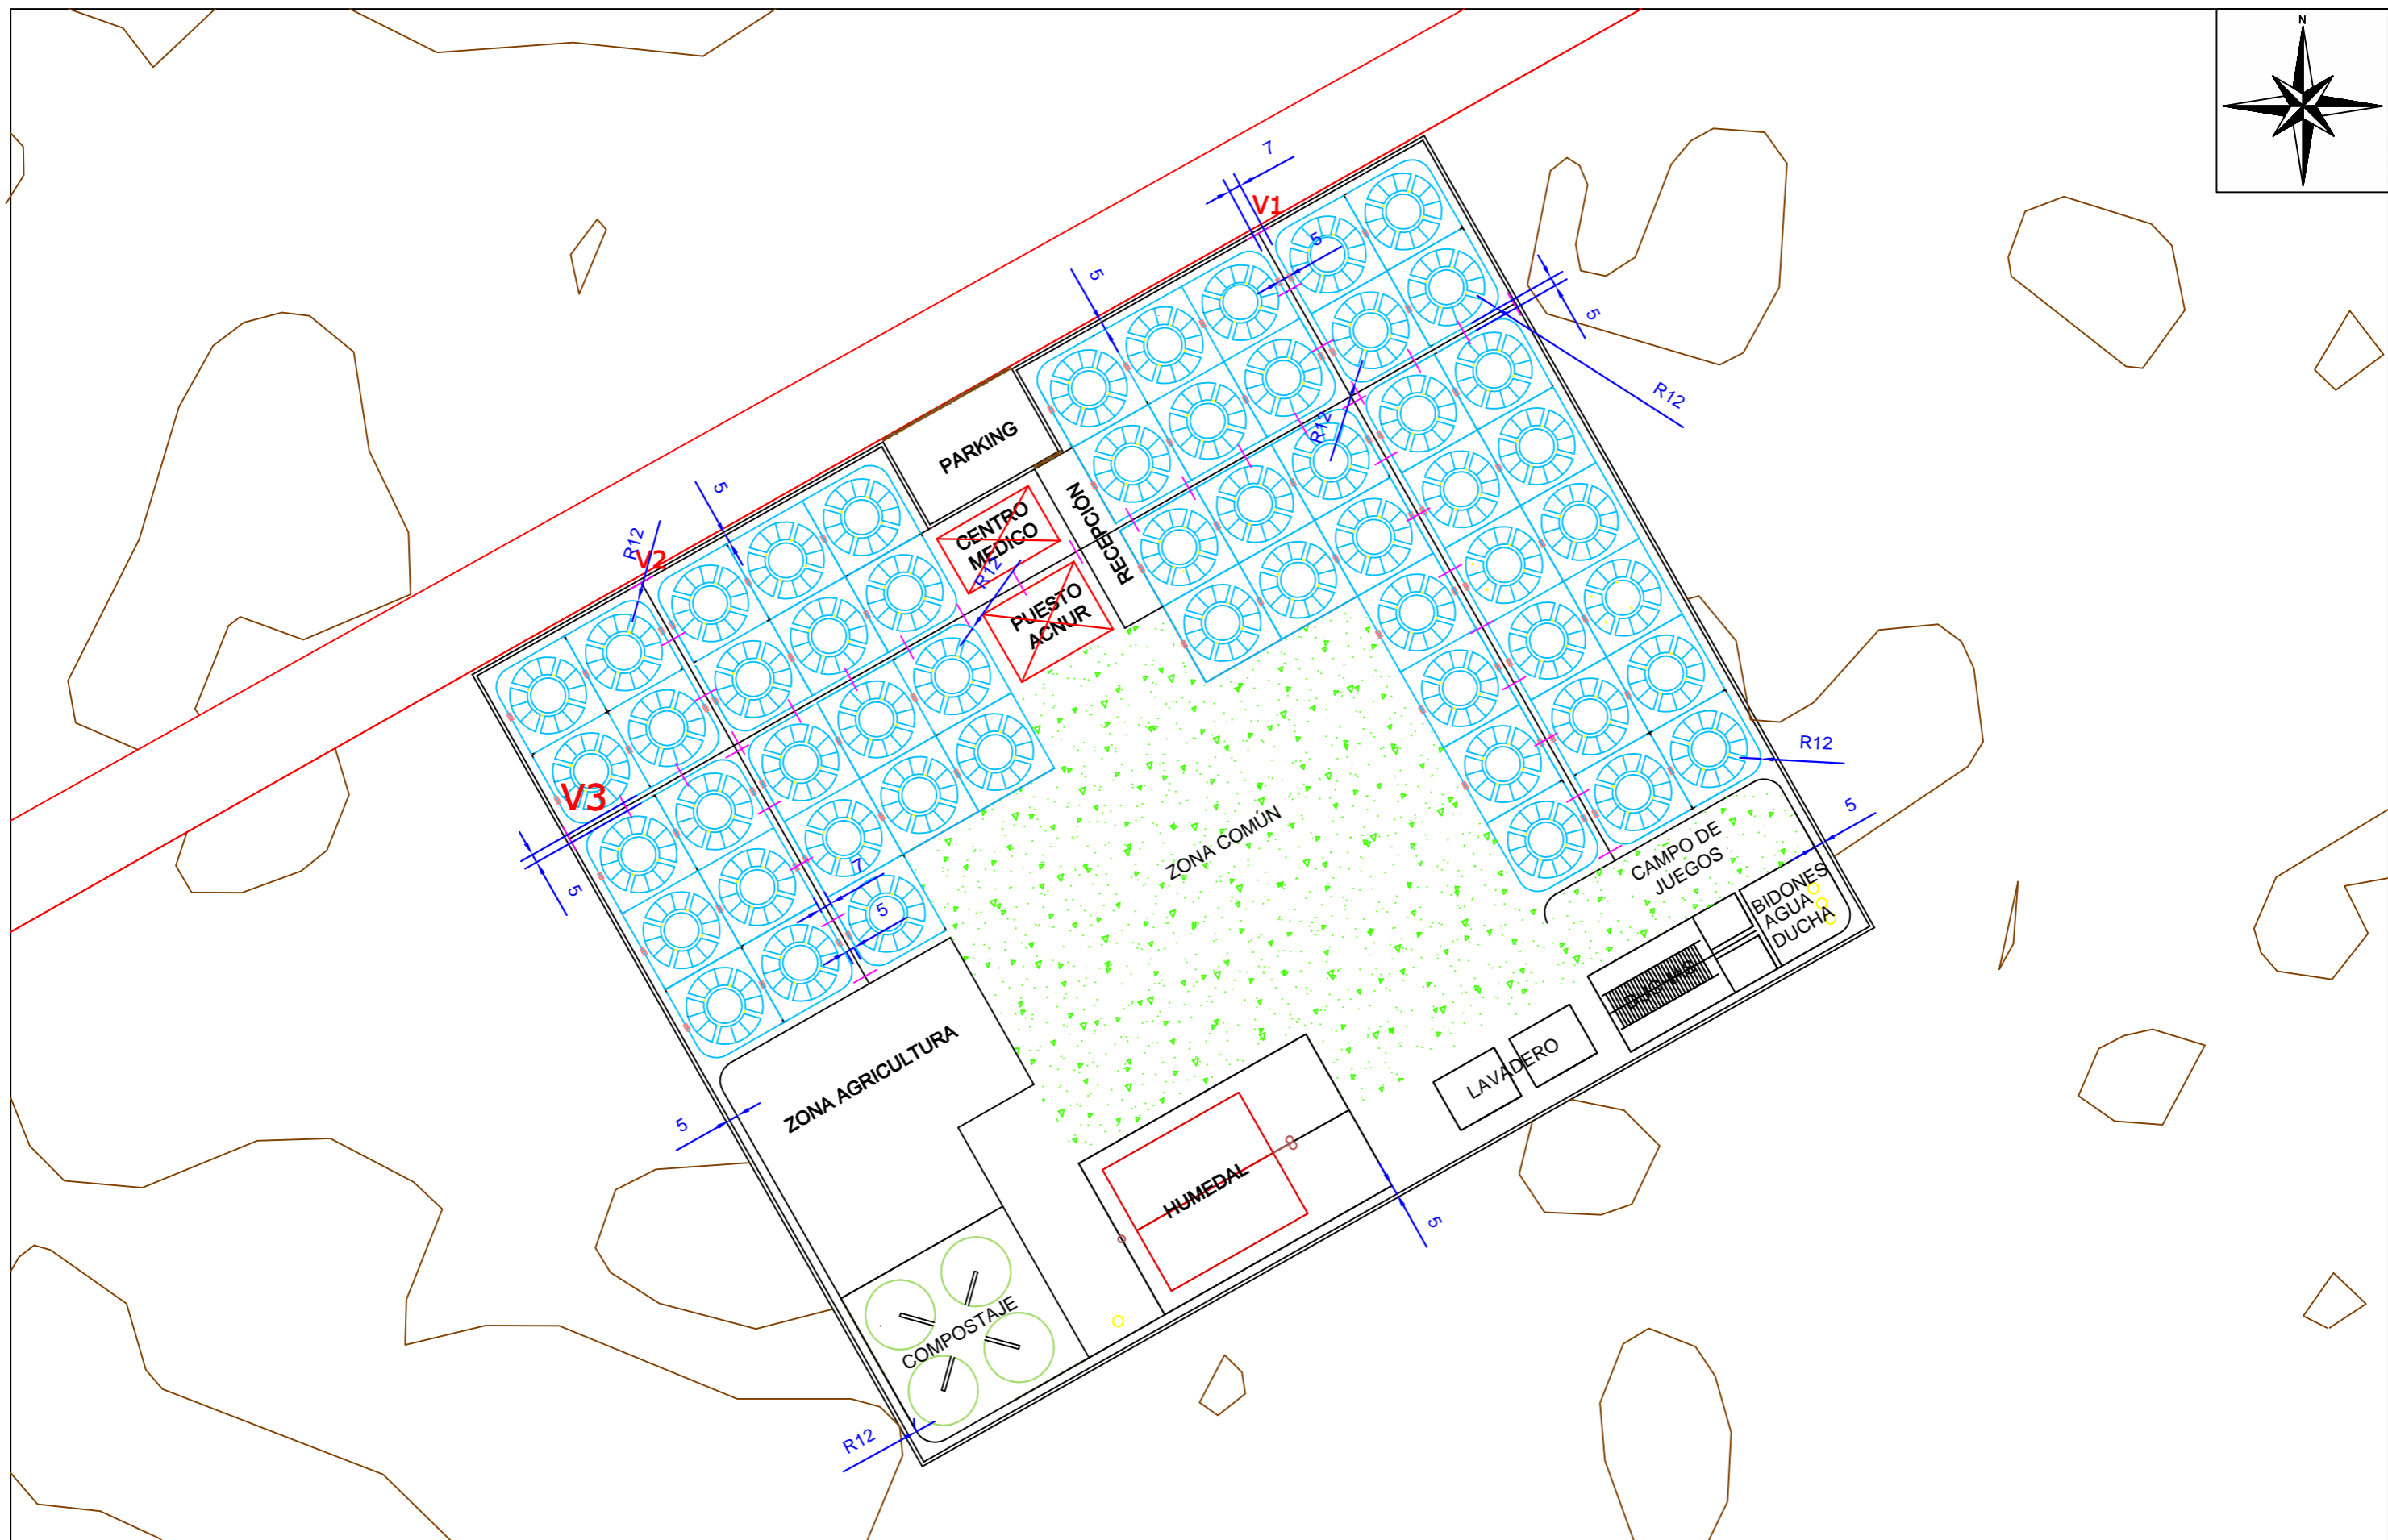 N
7
V1
5
5
5
R12
R12
PARKING
5
RECEPCIÓN
CENTRO
MEDICO
R12
V2
R12
PUESTO
ACNUR
V3
R12
5
5
ZONA COMÚN
CAMPO DE
JUEGOS
7
5
BIDONES
AGUA
DUCHA
DUCHAS
LAVADERO
ZONA AGRICULTURA
5
HUMEDAL
5
COMPOSTAJE
R12